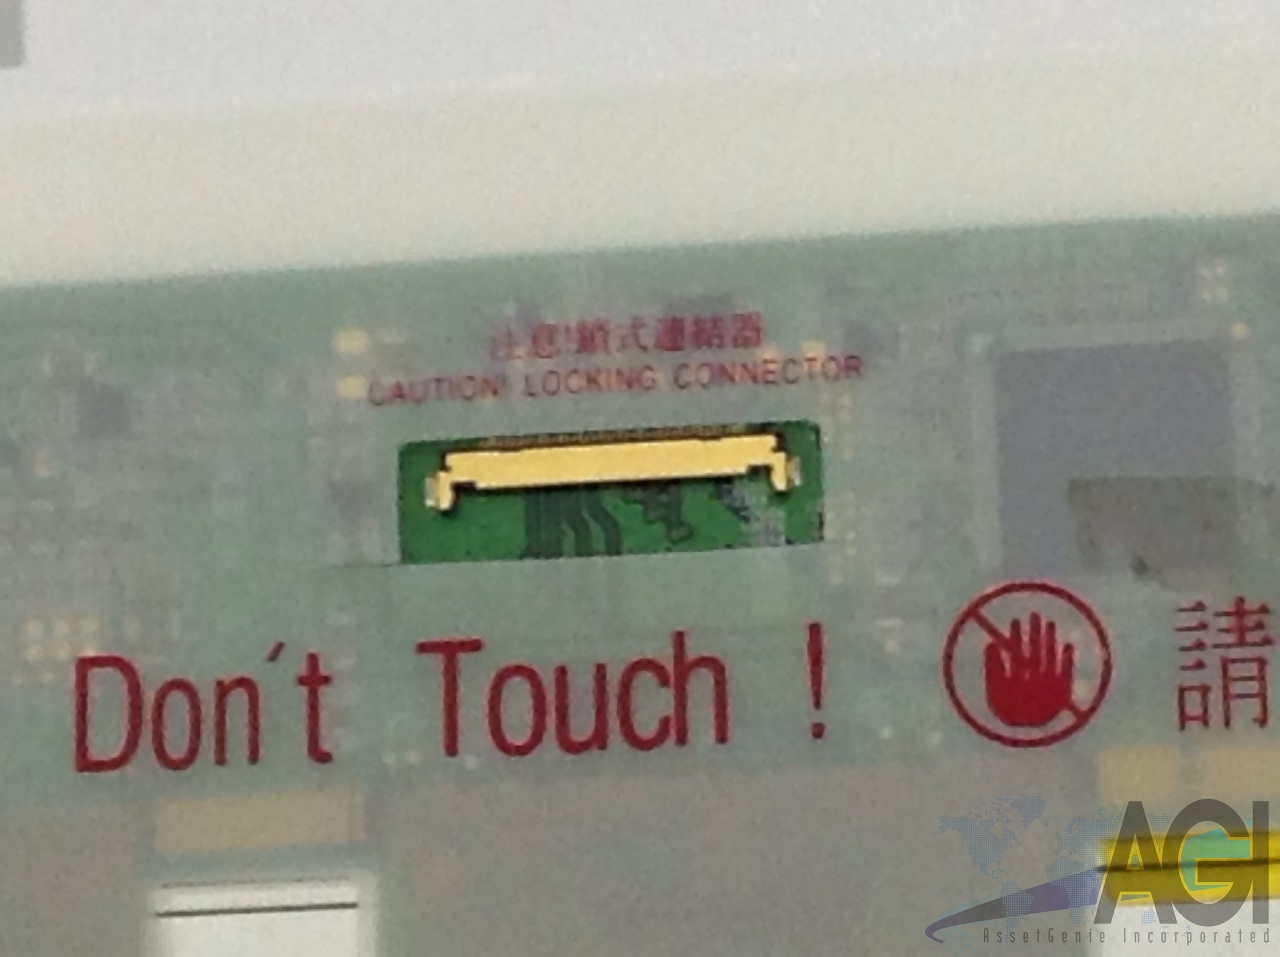 注意!鎖式連結器
CAUTION! LOCKING CONNECTOR
Don't Touch ! 請
AGI
AssetGenie Incorporated